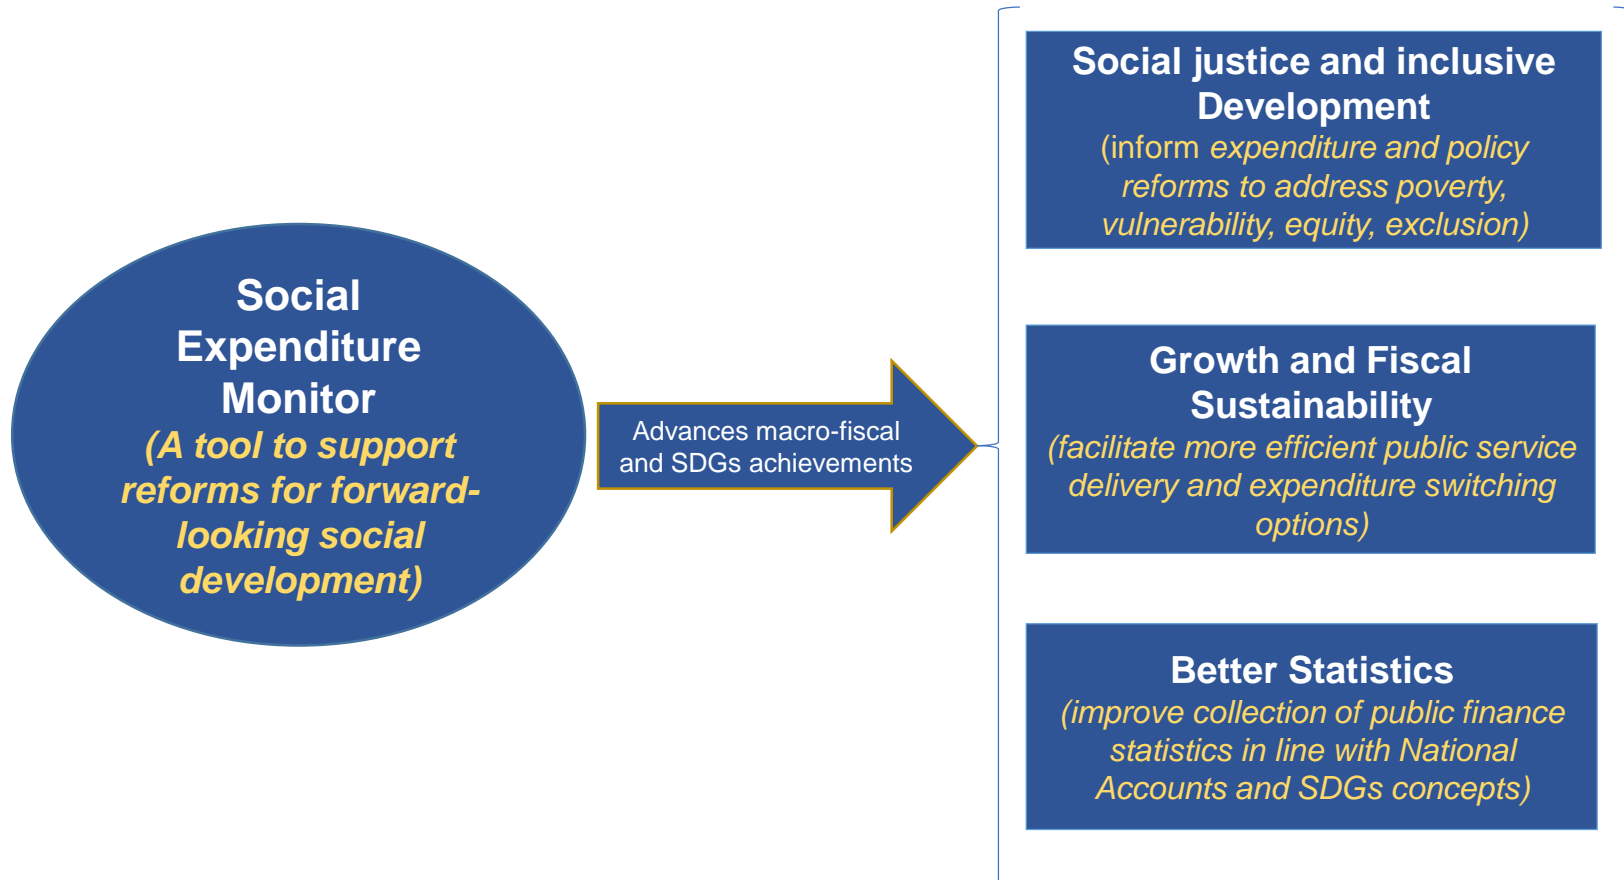 Social
Expenditure
Monitor
(A tool to support
reforms for forward-
looking social
development)
Advances macro-fiscal
and SDGs achievements
Social justice and inclusive
Development
(inform expenditure and policy
reforms to address poverty,
vulnerability, equity, exclusion)
Growth and Fiscal
Sustainability
(facilitate more efficient public service
delivery and expenditure switching
options)
Better Statistics
(improve collection of public finance
statistics in line with National
Accounts and SDGs concepts)